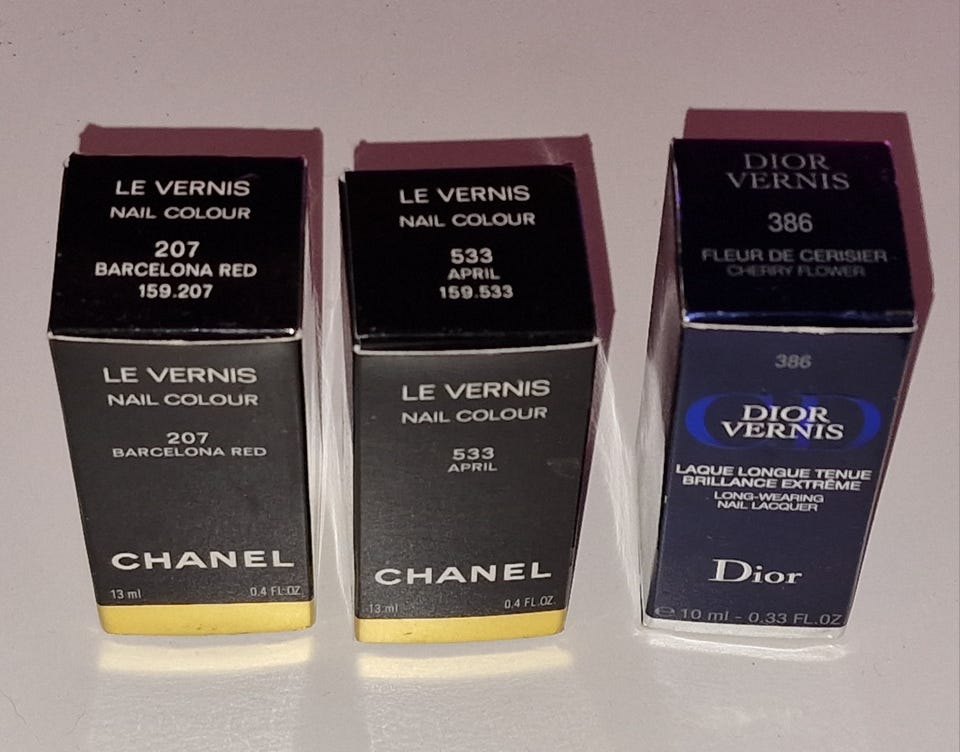 LE VERNIS
NAIL COLOUR
207
BARCELONA RED
159.207
LE VERNIS
NAIL COLOUR
207
BARCELONA RED
CHANEL
13 ml 0.4 FL.OZ.
LE VERNIS
NAIL COLOUR
533
APRIL
159.533
LE VERNIS
NAIL COLOUR
533
APRIL
CHANEL
13 ml 0.4 FL.OZ.
DIOR
VERNIS
386
FLEUR DE CERISIER
CHERRY FLOWER
386
CD
DIOR
VERNIS
LAQUE LONGUE TENUE
BRILLANCE EXTRÊME
LONG-WEARING
NAIL LACQUER
Dior
℮ 10 ml - 0.33 FL.OZ